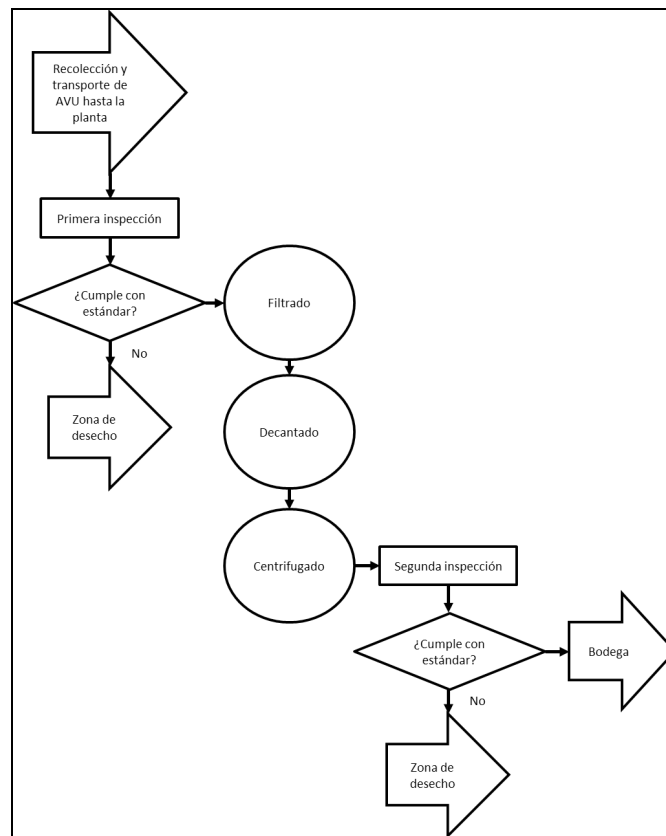 Recolección y
transporte de
AVU hasta la
planta
Primera inspección
¿Cumple con
estándar?
Filtrado
No
Zona de
desecho
Decantado
Centrifugado
Segunda inspección
¿Cumple con
estándar?
Bodega
No
Zona de
desecho